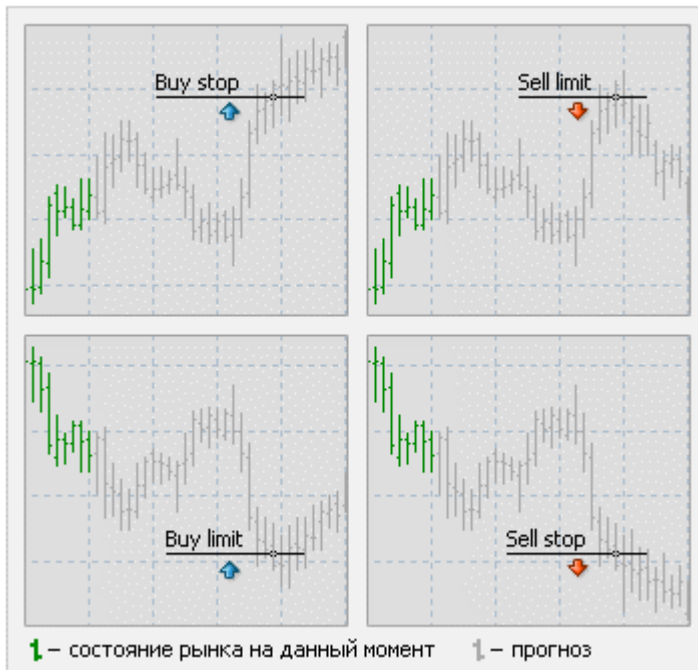 Buy stop
Sell limit
Buy limit
Sell stop
– состояние рынка на данный момент
– прогноз